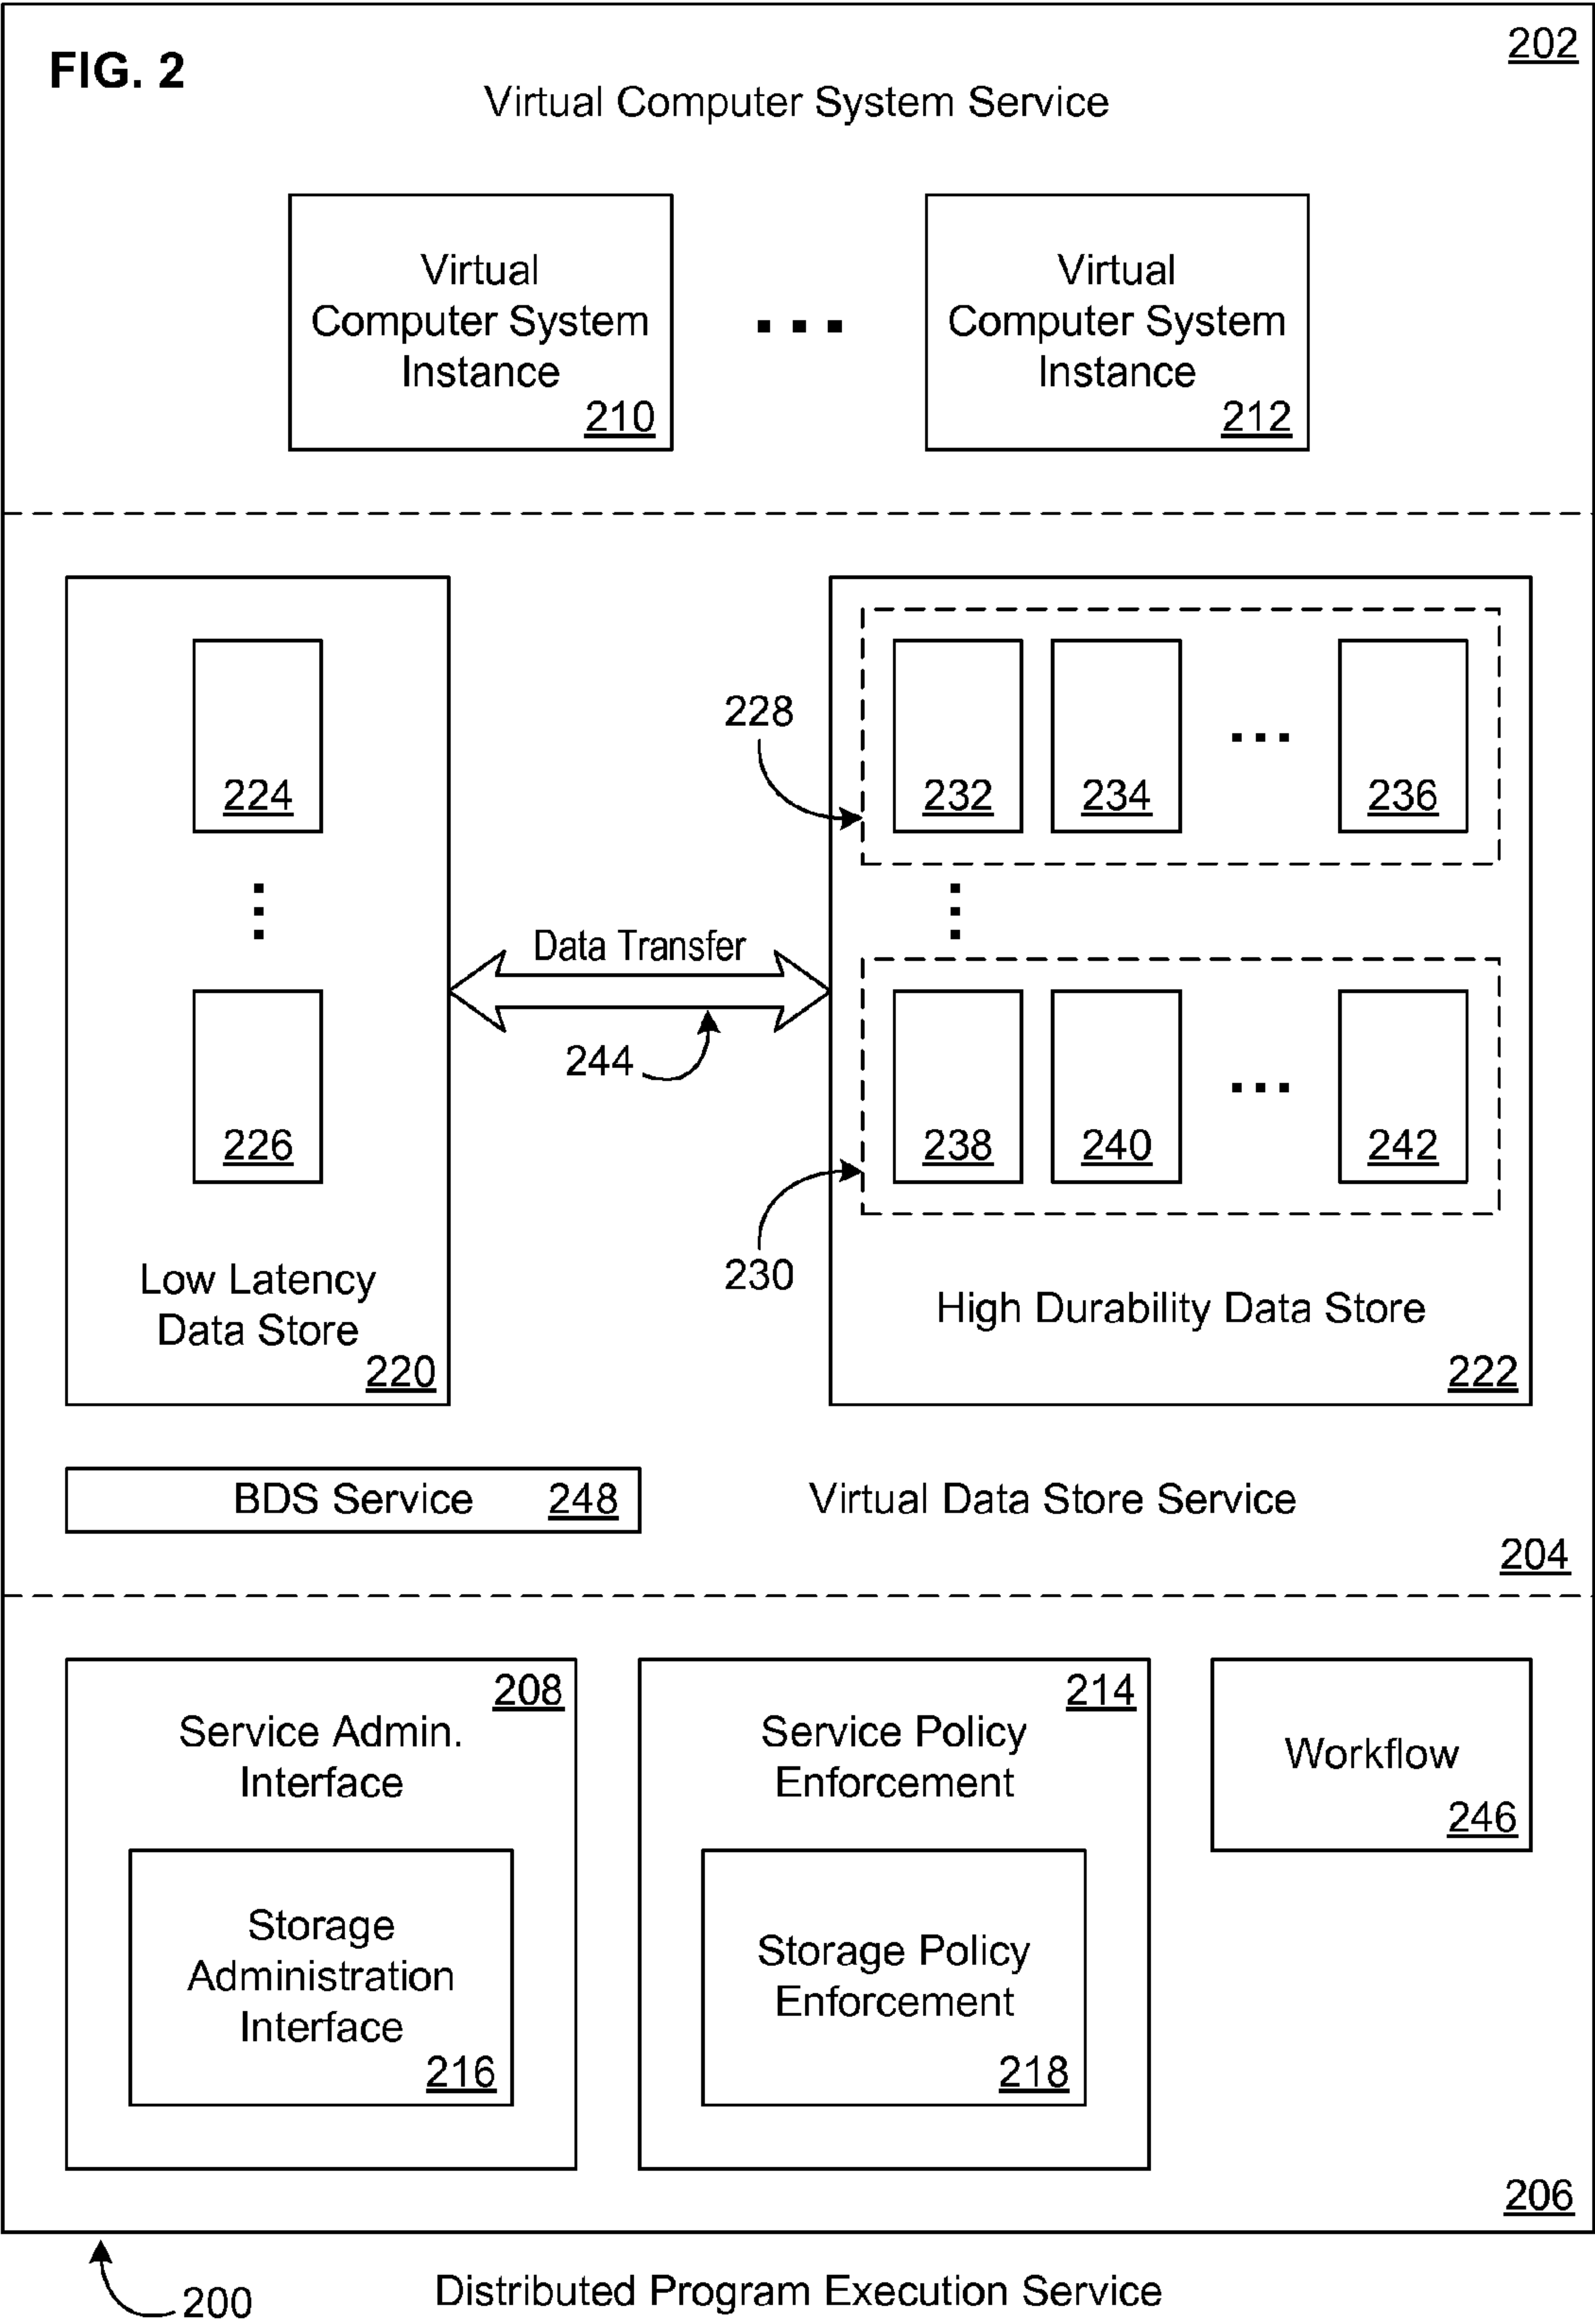 FIG. 2
202
Virtual Computer System Service
Virtual
Computer System
Instance
210
Virtual
Computer System
Instance
212
224
226
Low Latency
Data Store
220
Data Transfer
244
228
232
234
236
238
240
242
230
High Durability Data Store
222
BDS Service 248
Virtual Data Store Service
204
208
Service Admin.
Interface
Storage
Administration
Interface
216
214
Service Policy
Enforcement
Storage Policy
Enforcement
218
Workflow
246
206
200
Distributed Program Execution Service